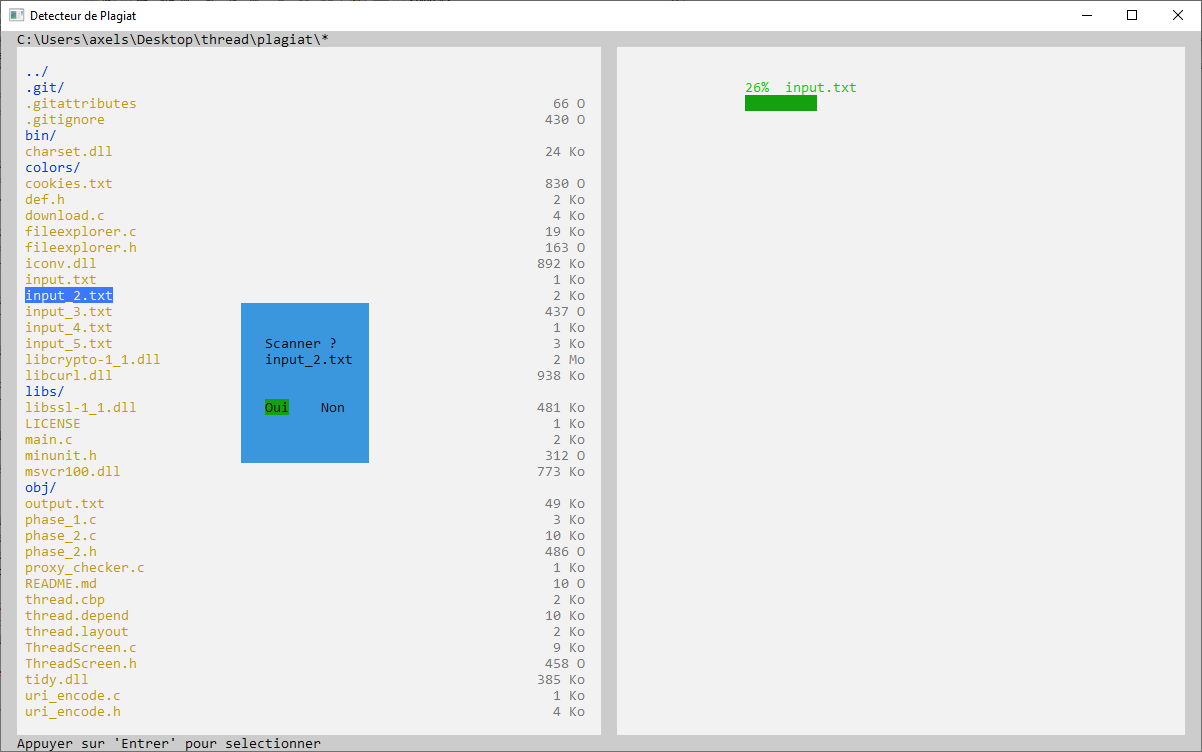 Detecteur de Plagiat
C:\Users\axels\Desktop\thread\plagiat\*
../
.git/
.gitattributes 66 O
.gitignore 430 O
bin/
charset.dll 24 Ko
colors/
cookies.txt 830 O
def.h 2 Ko
download.c 4 Ko
fileexplorer.c 19 Ko
fileexplorer.h 163 O
iconv.dll 892 Ko
input.txt 1 Ko
input_2.txt 2 Ko
input_3.txt 437 O
input_4.txt 1 Ko
input_5.txt 3 Ko
libcrypto-1_1.dll 2 Mo
libcurl.dll 938 Ko
libs/
libssl-1_1.dll 481 Ko
LICENSE 1 Ko
main.c 2 Ko
minunit.h 312 O
msvcr100.dll 773 Ko
obj/
output.txt 49 Ko
phase_1.c 3 Ko
phase_2.c 10 Ko
phase_2.h 486 O
proxy_checker.c 1 Ko
README.md 10 O
thread.cbp 2 Ko
thread.depend 10 Ko
thread.layout 2 Ko
ThreadScreen.c 9 Ko
ThreadScreen.h 458 O
tidy.dll 385 Ko
uri_encode.c 1 Ko
uri_encode.h 4 Ko
Scanner ?
input_2.txt
Oui Non
26% input.txt
Appuyer sur 'Entrer' pour selectionner